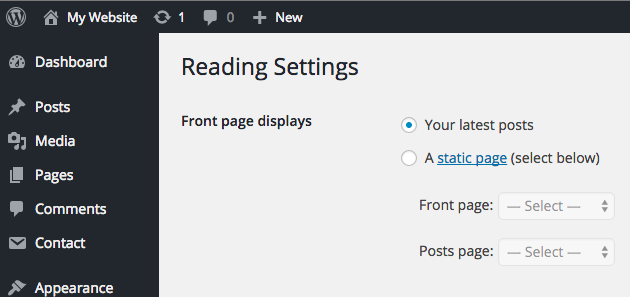 My Website 1 0 New
Dashboard
Posts
Media
Pages
Comments
Contact
Appearance
Reading Settings
Front page displays
Your latest posts
A static page (select below)
Front page: — Select —
Posts page: — Select —